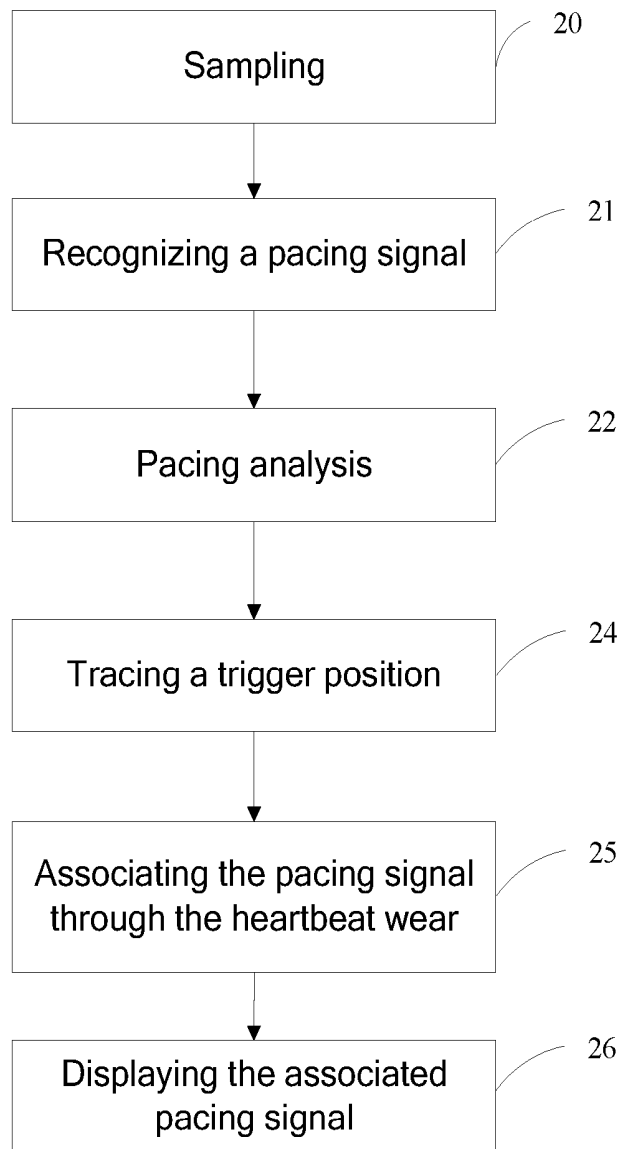 Sampling
20
Recognizing a pacing signal
21
Pacing analysis
22
Tracing a trigger position
24
Associating the pacing signal
through the heartbeat wear
25
Displaying the associated
pacing signal
26